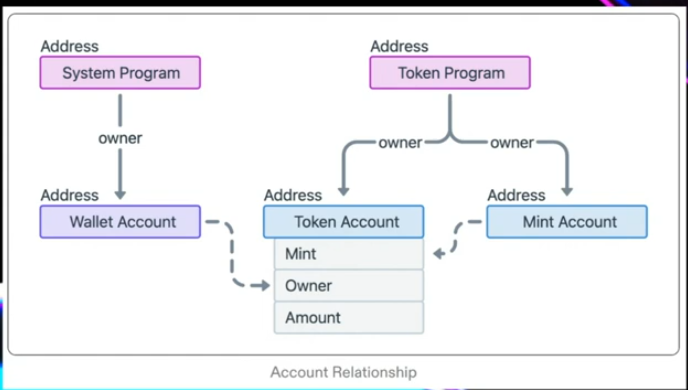 Address
System Program
Address
Token Program
owner
owner
owner
Address
Wallet Account
Address
Token Account
Address
Mint Account
Mint
Owner
Amount
Account Relationship